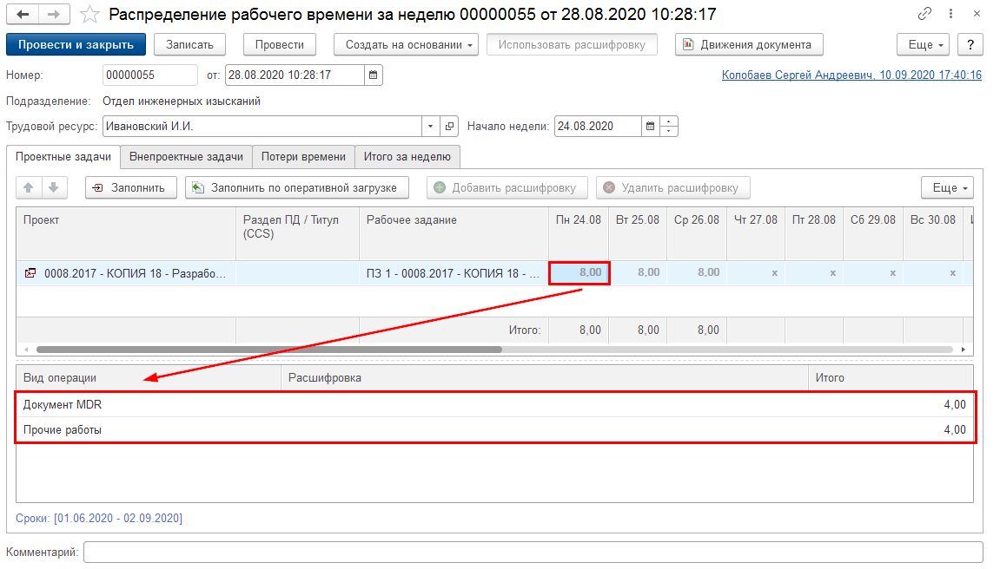 Распределение рабочего времени за неделю 00000055 от 28.08.2020 10:28:17
Провести и закрыть Записать Провести Создать на основании Использовать расшифровку Движения документа Еще ?
Номер: 00000055 от: 28.08.2020 10:28:17 Колобаев Сергей Андреевич, 10.09.2020 17:40:16
Подразделение: Отдел инженерных изысканий
Трудовой ресурс: Ивановский И.И. Начало недели: 24.08.2020
Проектные задачи Внепроектные задачи Потери времени Итого за неделю
Заполнить Заполнить по оперативной загрузке Добавить расшифровку Удалить расшифровку Еще
Проект Раздел ПД / Титул Рабочее задание Пн 24.08 Вт 25.08 Ср 26.08 Чт 27.08 Пт 28.08 Сб 29.08 Вс 30.08
(CCS)
0008.2017 - КОПИЯ 18 - Разрабо... ПЗ 1 - 0008.2017 - КОПИЯ 18 - ... 8,00 8,00 8,00 x x x x
Итого: 8,00 8,00 8,00
Вид операции Расшифровка Итого
Документ MDR 4,00
Прочие работы 4,00
Сроки: [01.06.2020 - 02.09.2020]
Комментарий: